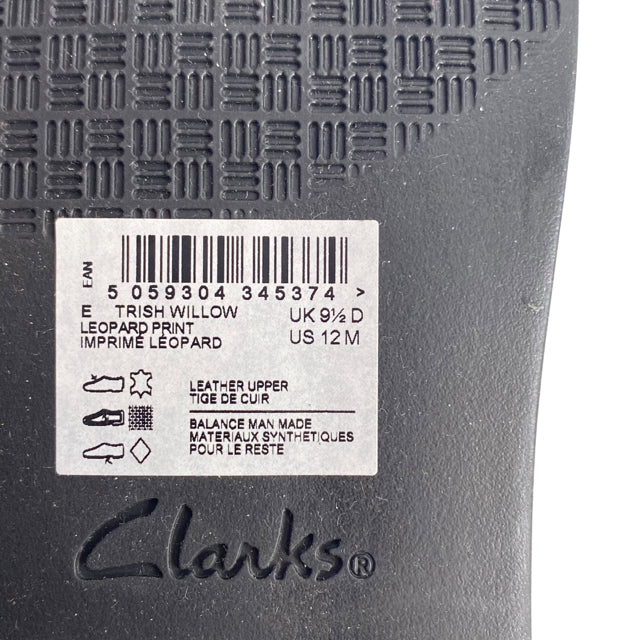 EAN
5 059304 345374 >
E TRISH WILLOW UK 9½ D
LEOPARD PRINT US 12 M
IMPRIMÉ LÉOPARD
LEATHER UPPER
TIGE DE CUIR
BALANCE MAN MADE
MATERIAUX SYNTHETIQUES
POUR LE RESTE
Clarks®